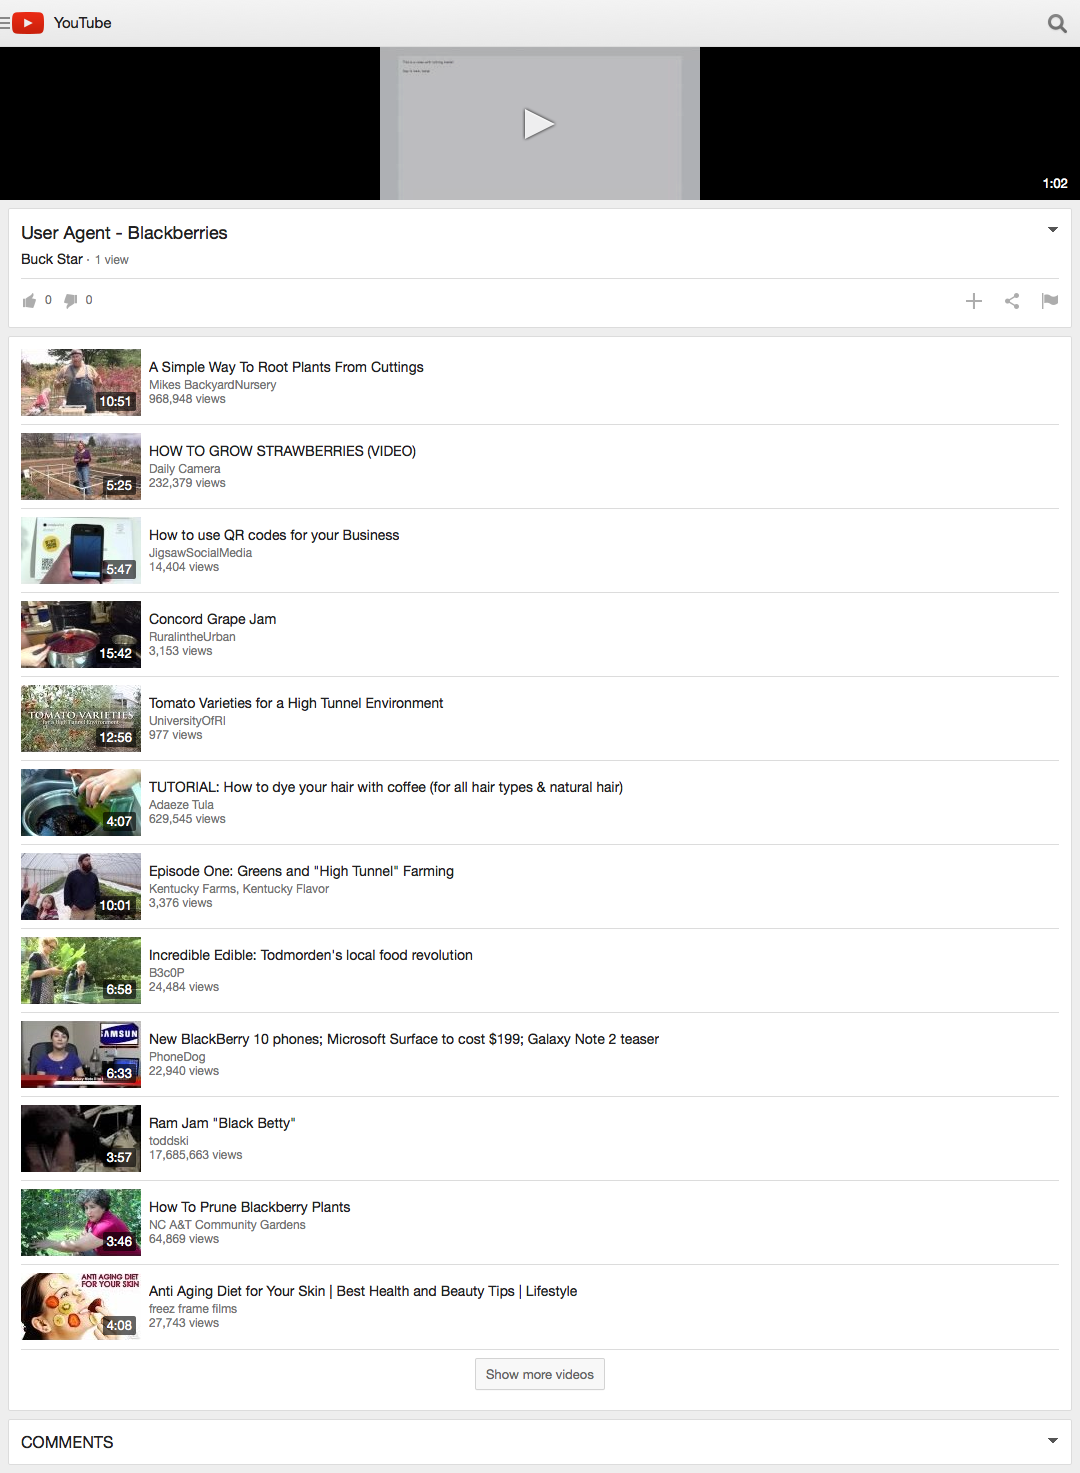 YouTube
1:02
User Agent - Blackberries
Buck Star · 1 view
0 0
10:51
A Simple Way To Root Plants From Cuttings
Mikes BackyardNursery
968,948 views
5:25
HOW TO GROW STRAWBERRIES (VIDEO)
Daily Camera
232,379 views
5:47
How to use QR codes for your Business
JigsawSocialMedia
14,404 views
15:42
Concord Grape Jam
RuralintheUrban
3,153 views
TOMATO VARIETIES
for a High Tunnel Environment
12:56
Tomato Varieties for a High Tunnel Environment
UniversityOfRI
977 views
4:07
TUTORIAL: How to dye your hair with coffee (for all hair types & natural hair)
Adaeze Tula
629,545 views
10:01
Episode One: Greens and "High Tunnel" Farming
Kentucky Farms, Kentucky Flavor
3,376 views
6:58
Incredible Edible: Todmorden's local food revolution
B3c0P
24,484 views
SAMSUN
6:33
New BlackBerry 10 phones; Microsoft Surface to cost $199; Galaxy Note 2 teaser
PhoneDog
22,940 views
3:57
Ram Jam "Black Betty"
toddski
17,685,663 views
3:46
How To Prune Blackberry Plants
NC A&T Community Gardens
64,869 views
ANTI AGING DIET
FOR YOUR SKIN
4:08
Anti Aging Diet for Your Skin | Best Health and Beauty Tips | Lifestyle
freez frame films
27,743 views
Show more videos
COMMENTS